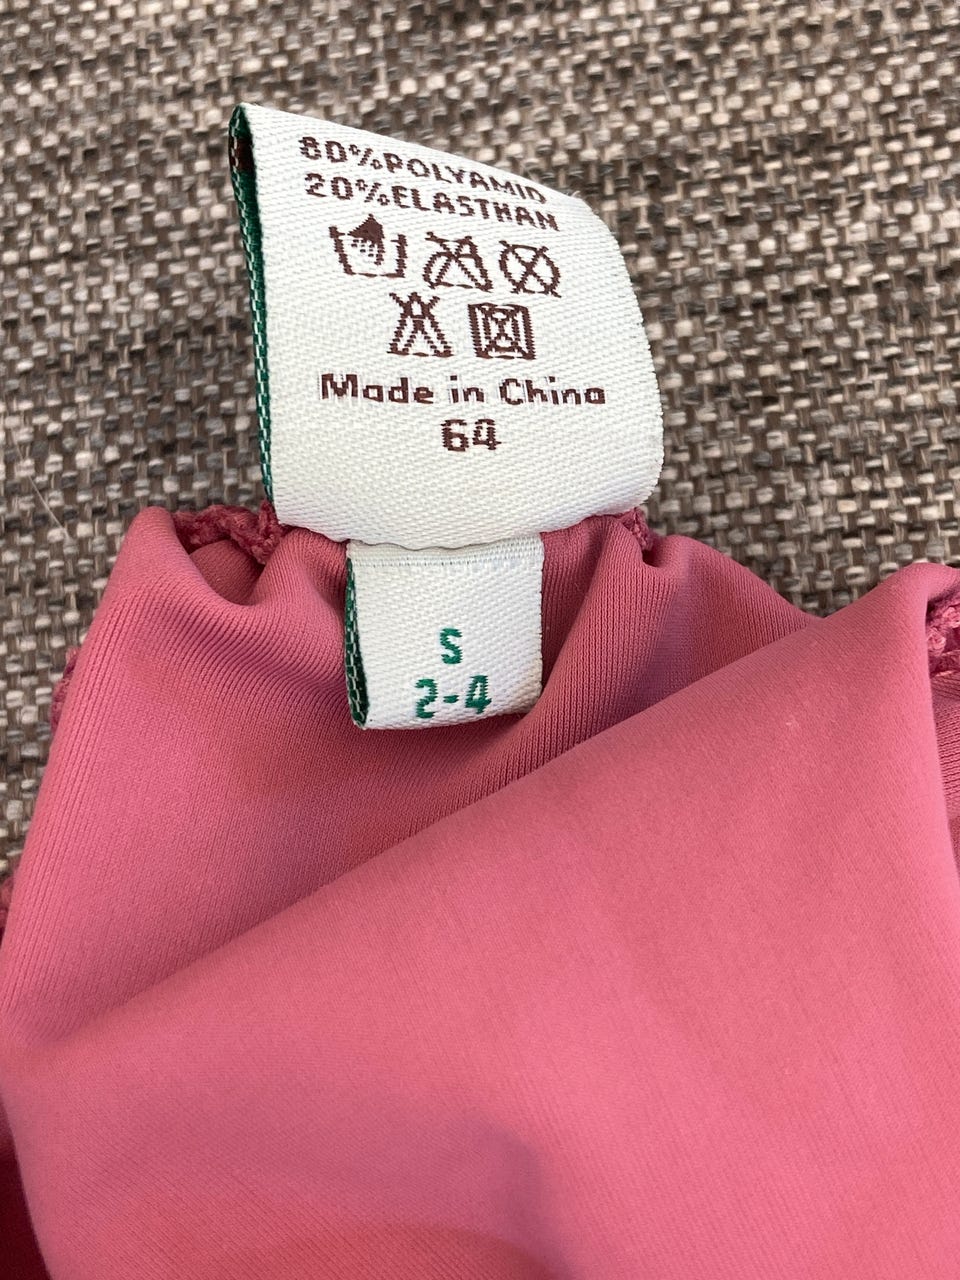 80%POLYAMID
20%ELASTHAN
Made in China
64
S
2-4